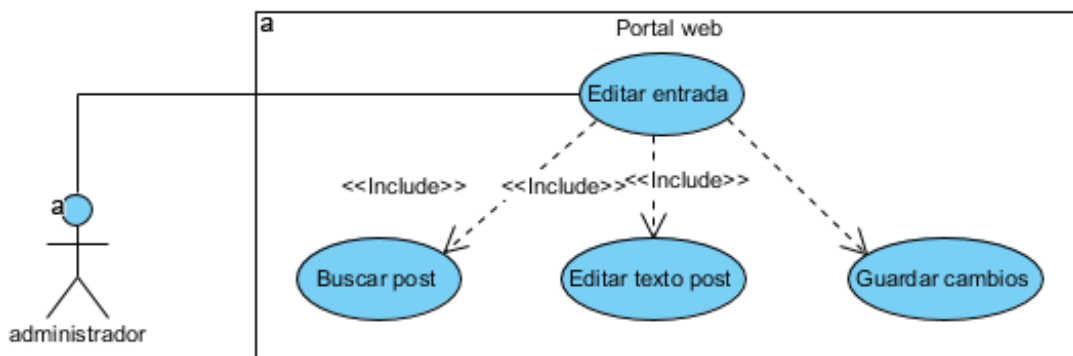 a
Portal web
Editar entrada
<<Include>>
<<Include>>
<<Include>>
a
Buscar post
Editar texto post
Guardar cambios
administrador